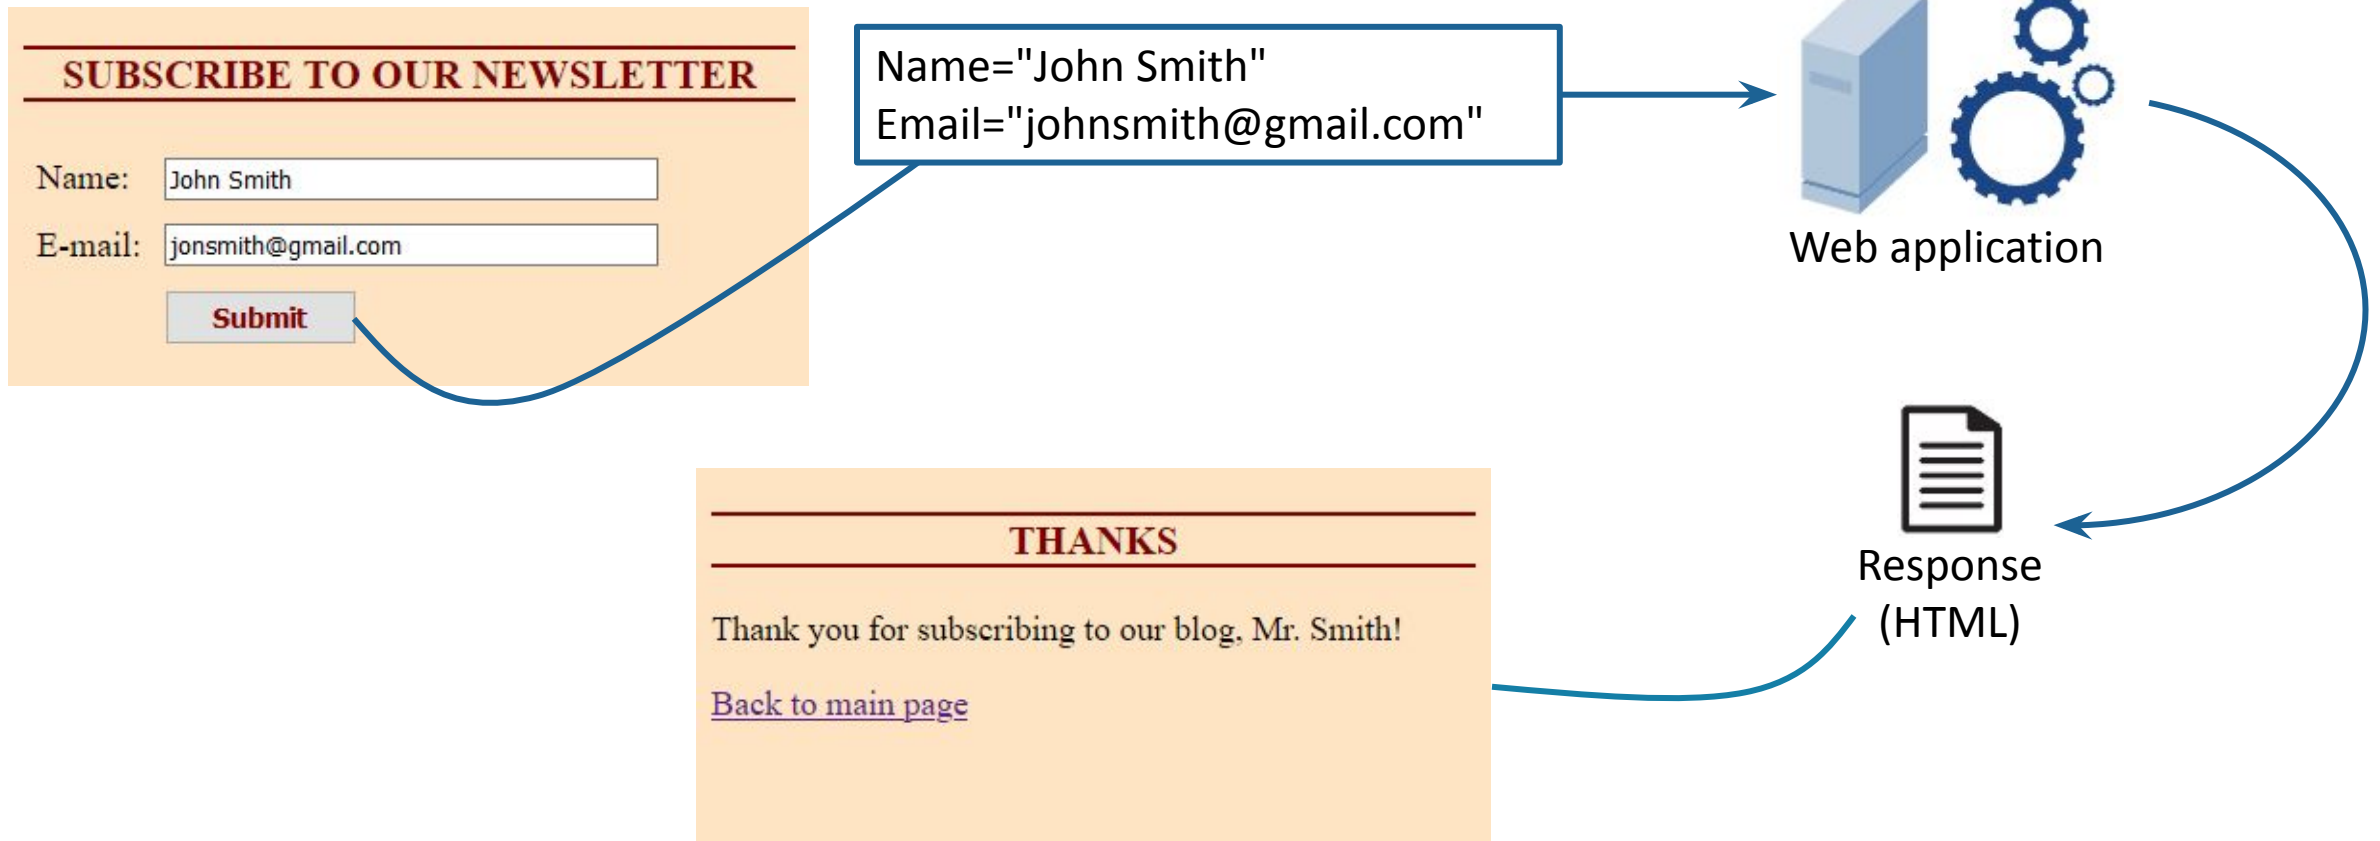 SUBSCRIBE TO OUR NEWSLETTER
Name: John Smith
E-mail: jonsmith@gmail.com
Submit
Name="John Smith"
Email="johnsmith@gmail.com"
Web application
Response
(HTML)
THANKS
Thank you for subscribing to our blog, Mr. Smith!
Back to main page